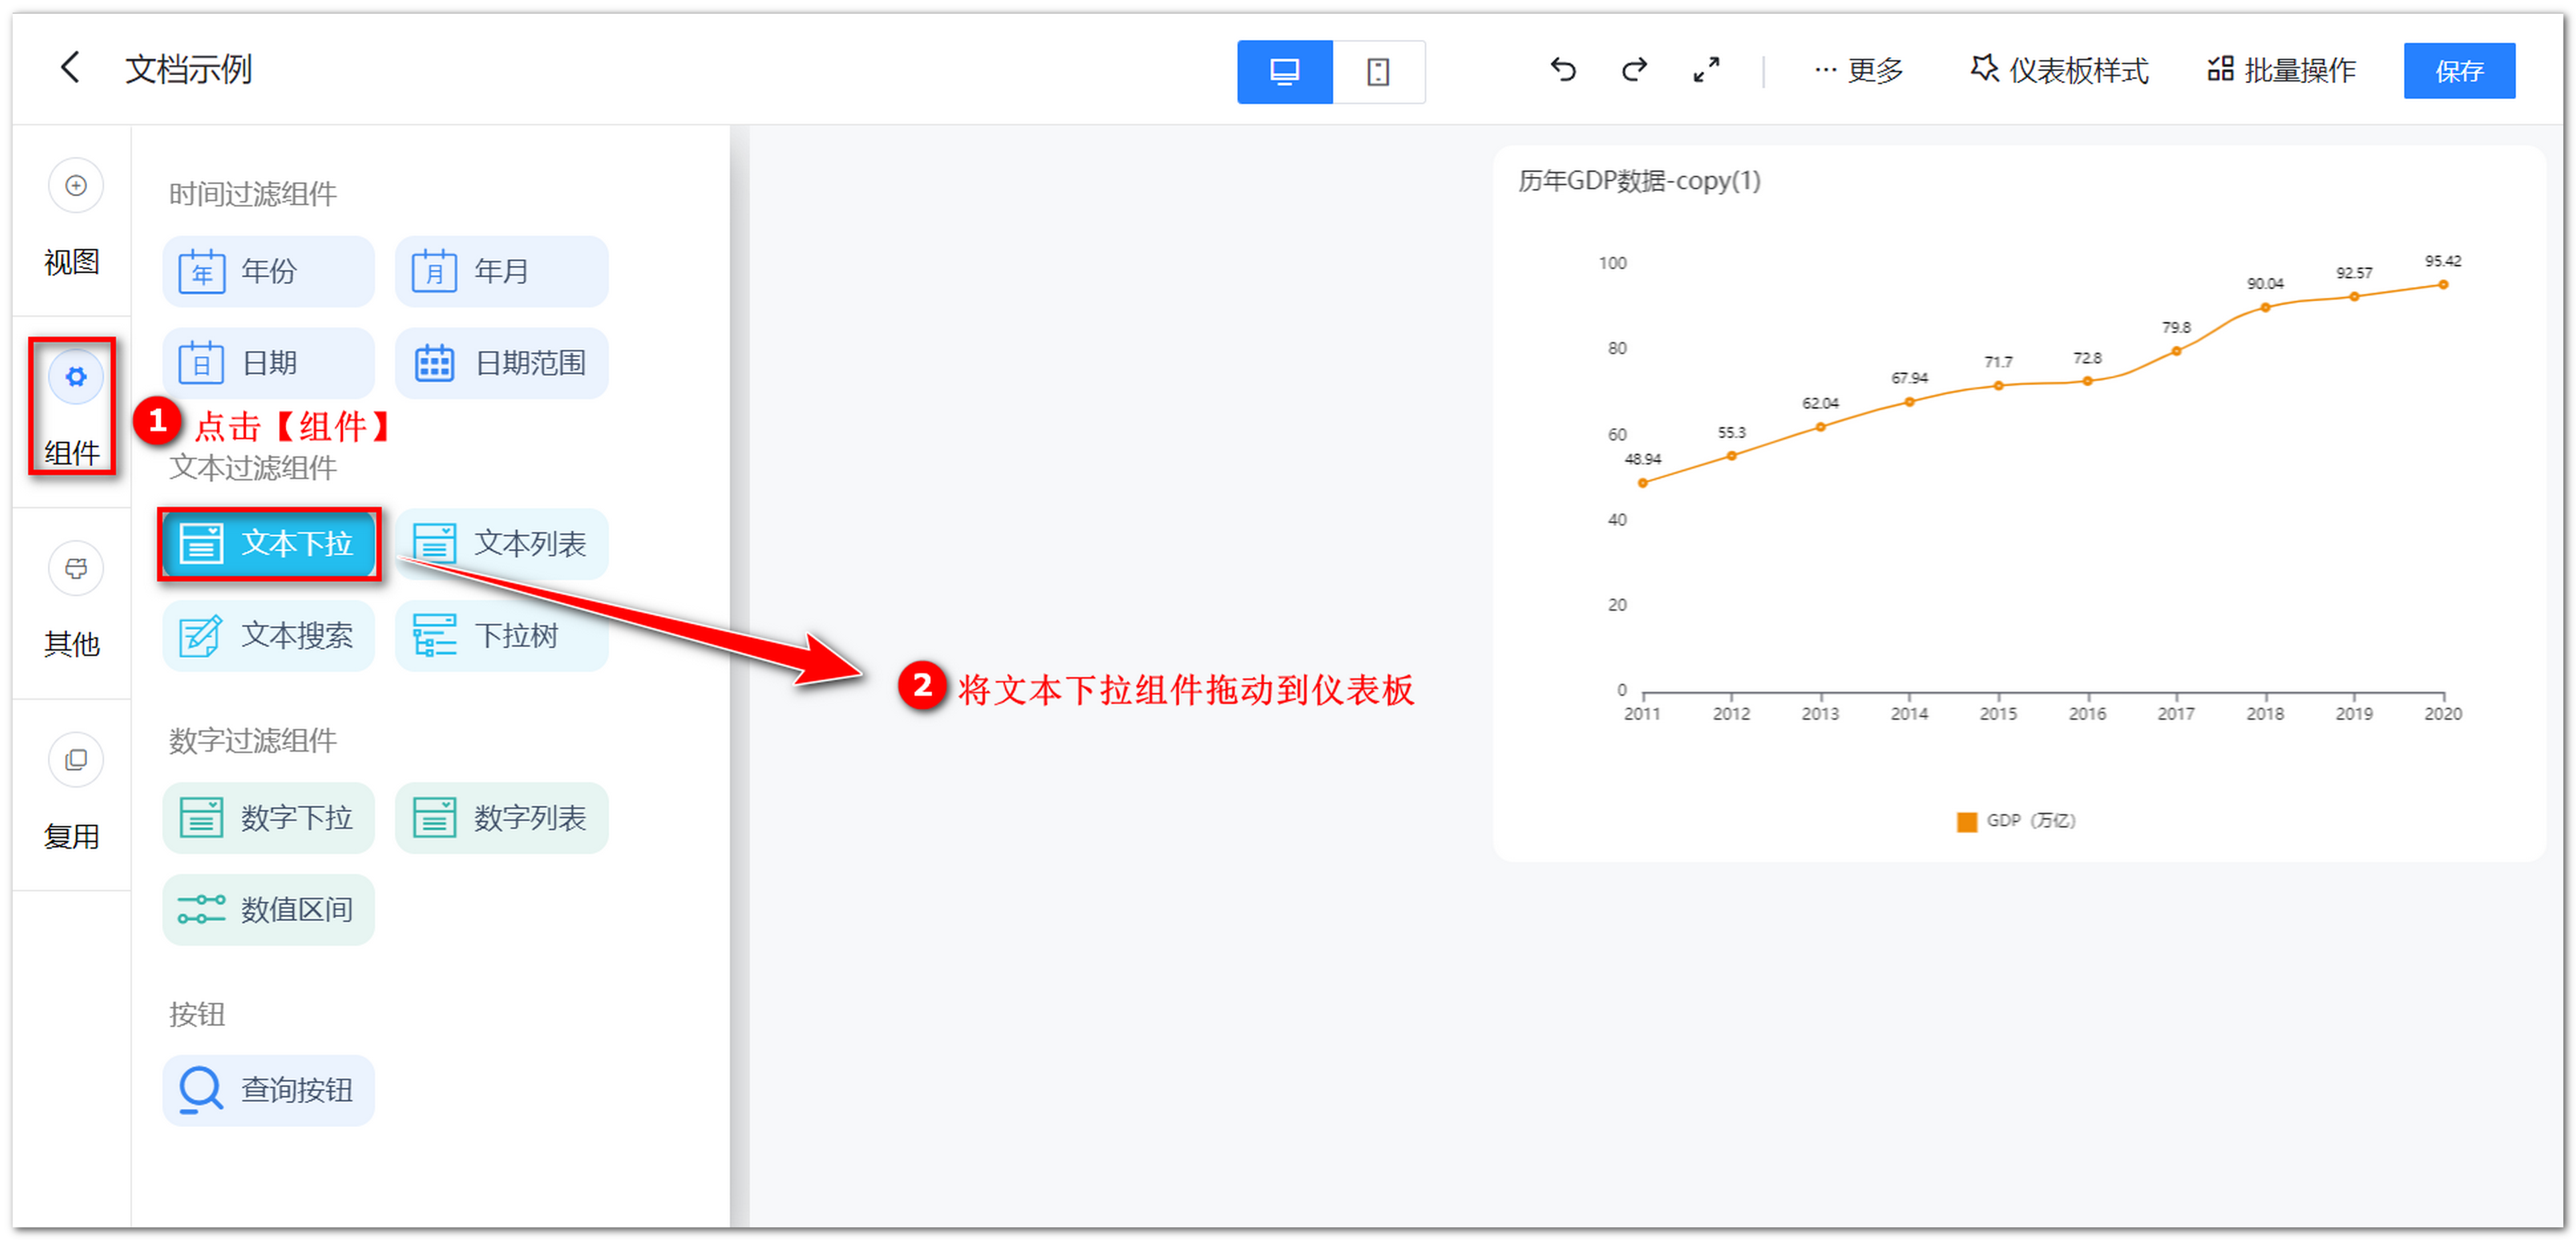 文档示例
··· 更多
仪表板样式
批量操作
保存
视图
组件
其他
复用
时间过滤组件
年 年份
月 年月
日 日期
日期范围
1 点击【组件】
文本过滤组件
文本下拉
文本列表
文本搜索
下拉树
2 将文本下拉组件拖动到仪表板
数字过滤组件
数字下拉
数字列表
数值区间
按钮
查询按钮
历年GDP数据-copy(1)
100
80
60
40
20
0
48.94
55.3
62.04
67.94
71.7
72.8
79.8
90.04
92.57
95.42
2011 2012 2013 2014 2015 2016 2017 2018 2019 2020
GDP（万亿）